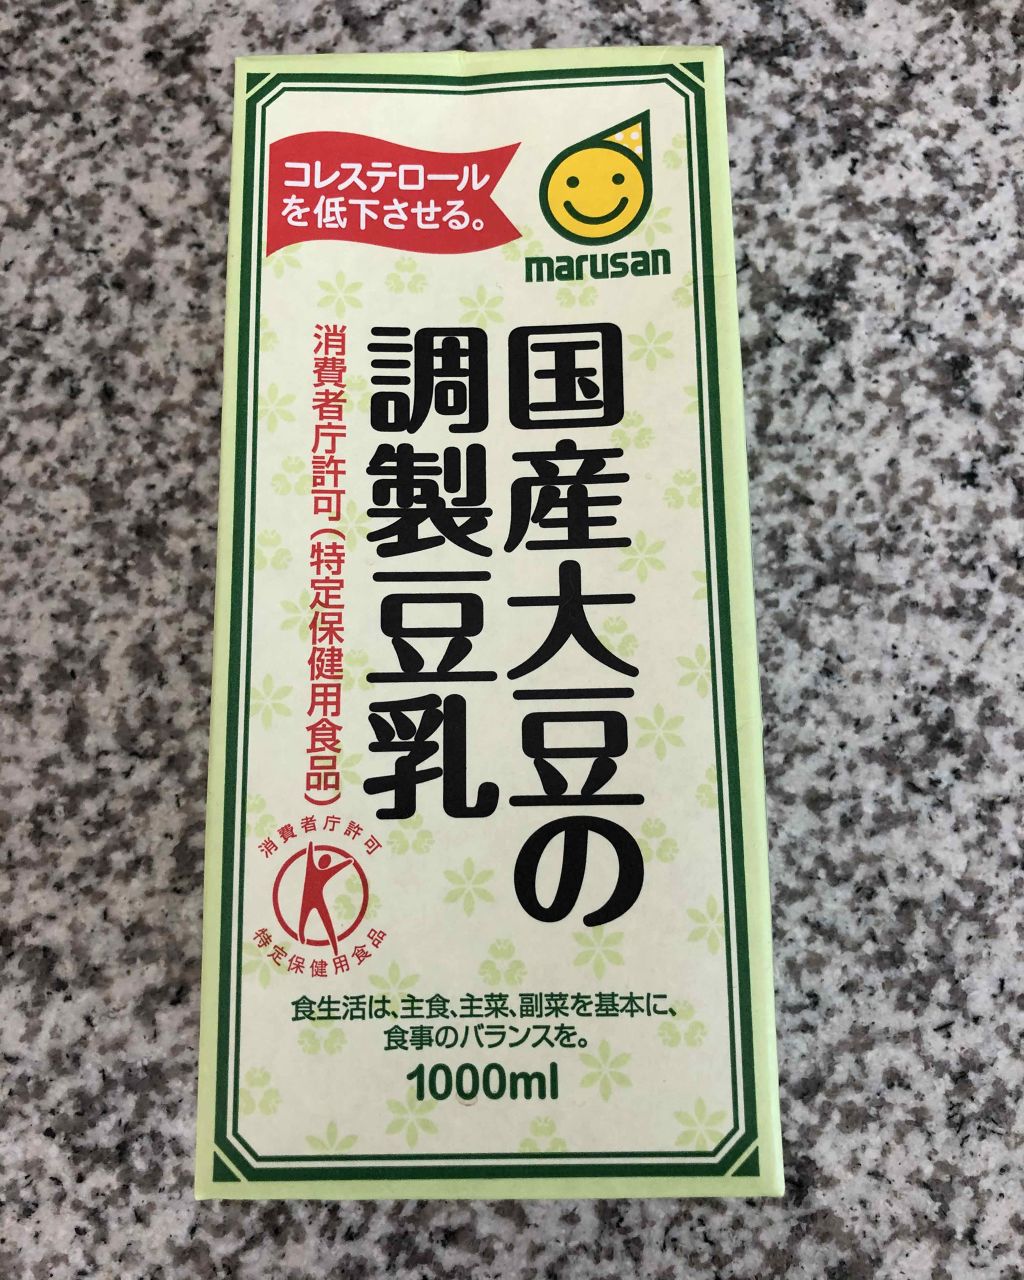 コレステロール
を低下させる。
marusan
国産大豆の
調製豆乳
消費者庁許可(特定保健用食品)
消費者庁許可
特定保健用食品
食生活は、主食、主菜、副菜を基本に、
食事のバランスを。
1000ml